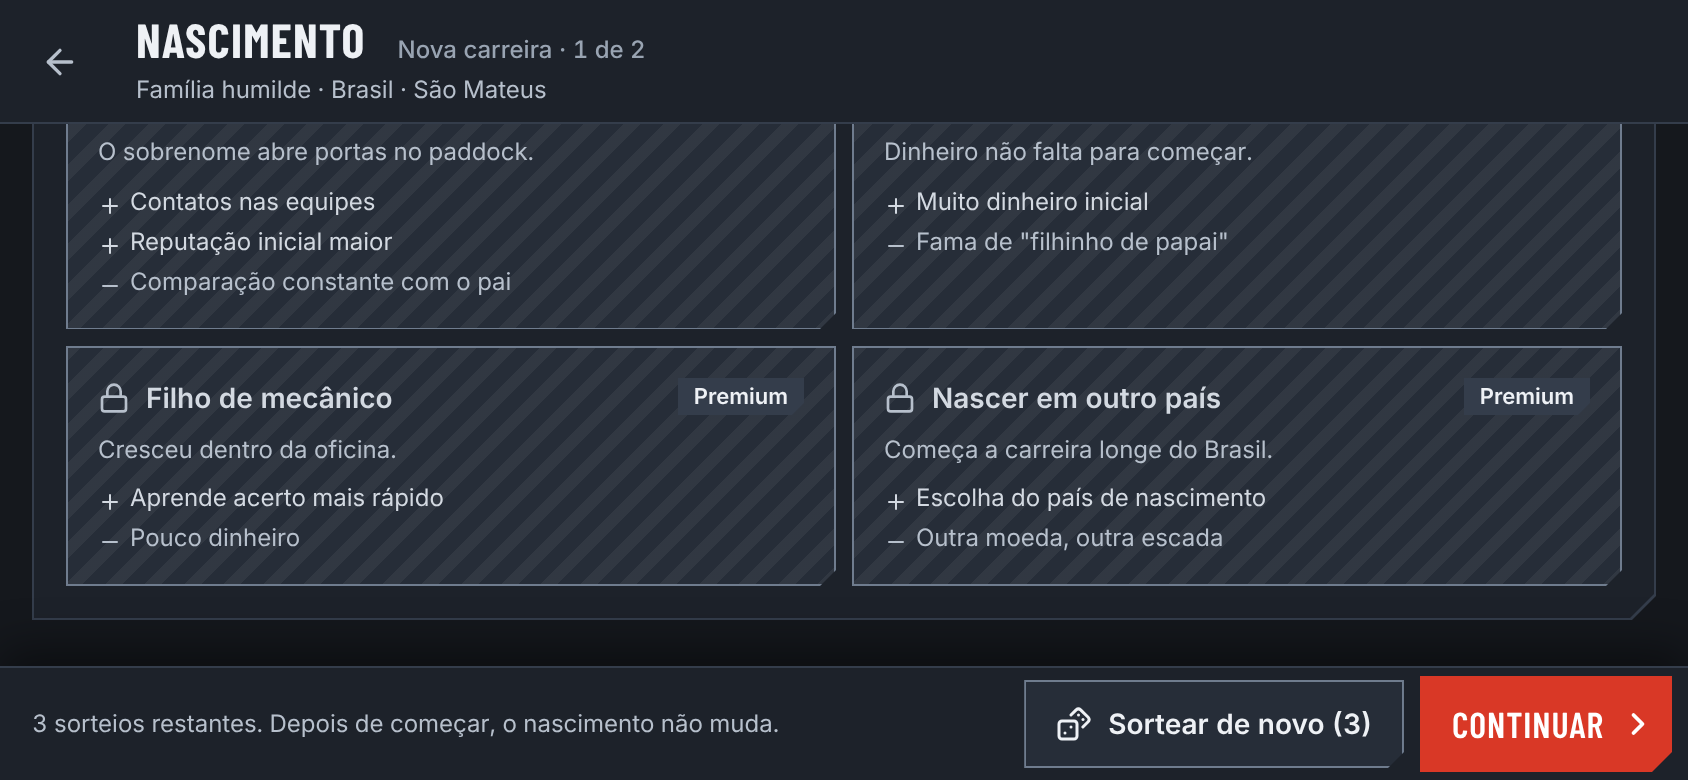 NASCIMENTO
Nova carreira · 1 de 2
Família humilde · Brasil · São Mateus
O sobrenome abre portas no paddock.
+ Contatos nas equipes
+ Reputação inicial maior
– Comparação constante com o pai
Dinheiro não falta para começar.
+ Muito dinheiro inicial
– Fama de "filhinho de papai"
Filho de mecânico
Premium
Cresceu dentro da oficina.
+ Aprende acerto mais rápido
– Pouco dinheiro
Nascer em outro país
Premium
Começa a carreira longe do Brasil.
+ Escolha do país de nascimento
– Outra moeda, outra escada
3 sorteios restantes. Depois de começar, o nascimento não muda.
Sortear de novo (3)
CONTINUAR